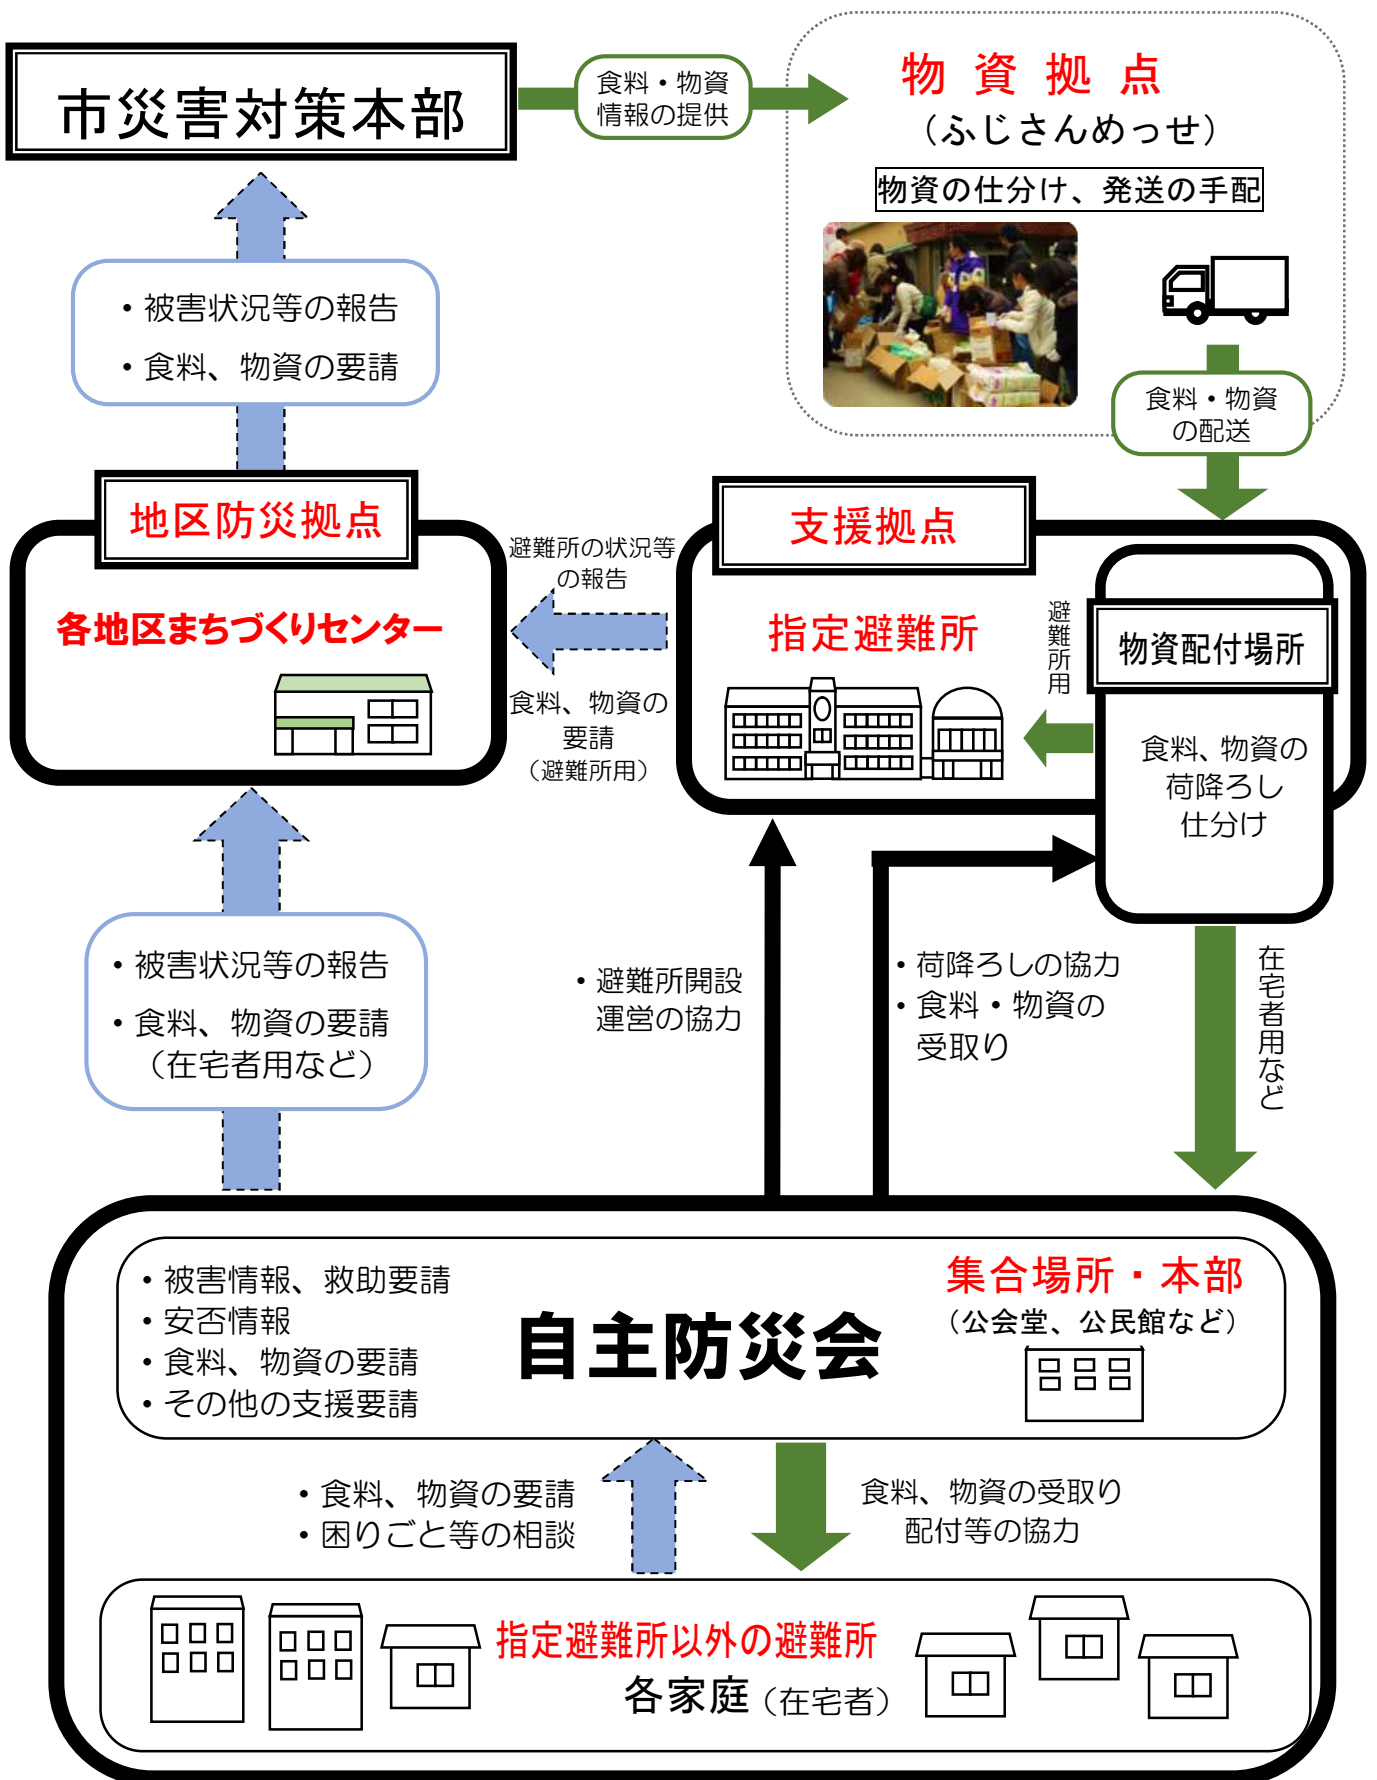 市災害対策本部
食料・物資
情報の提供
物資拠点
（ふじさんめっせ）
物資の仕分け、発送の手配
・被害状況等の報告
・食料、物資の要請
食料・物資
の配送
地区防災拠点
各地区まちづくりセンター
避難所の状況等
の報告
食料、物資の
要請
（避難所用）
支援拠点
指定避難所
避難所用
物資配付場所
食料、物資の
荷降ろし
仕分け
・被害状況等の報告
・食料、物資の要請
（在宅者用など）
・避難所開設
運営の協力
・荷降ろしの協力
・食料・物資の
受取り
在宅者用など
・被害情報、救助要請
・安否情報
・食料、物資の要請
・その他の支援要請
自主防災会
集合場所・本部
（公会堂、公民館など）
・食料、物資の要請
・困りごと等の相談
食料、物資の受取り
配付等の協力
指定避難所以外の避難所
各家庭（在宅者）